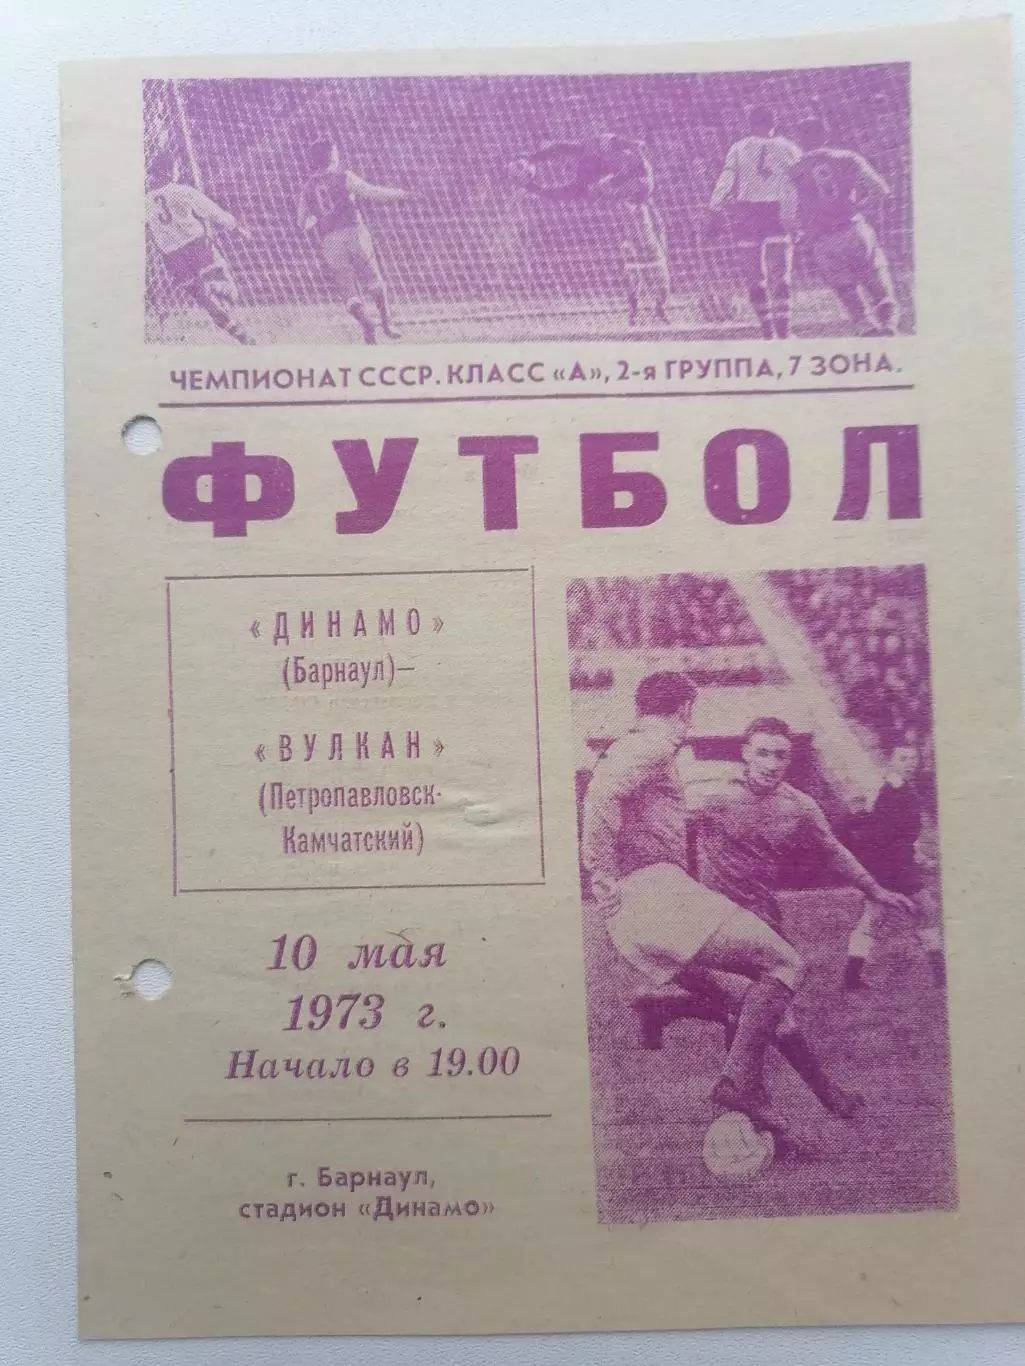 ЧЕМПИОНАТ СССР. КЛАСС «А», 2-я ГРУППА, 7 ЗОНА.
ФУТБОЛ
«ДИНАМО»
(Барнаул)—
«ВУЛКАН»
(Петропавловск-
Камчатский)
10 мая
1973 г.
Начало в 19.00
г. Барнаул,
стадион «Динамо»
3